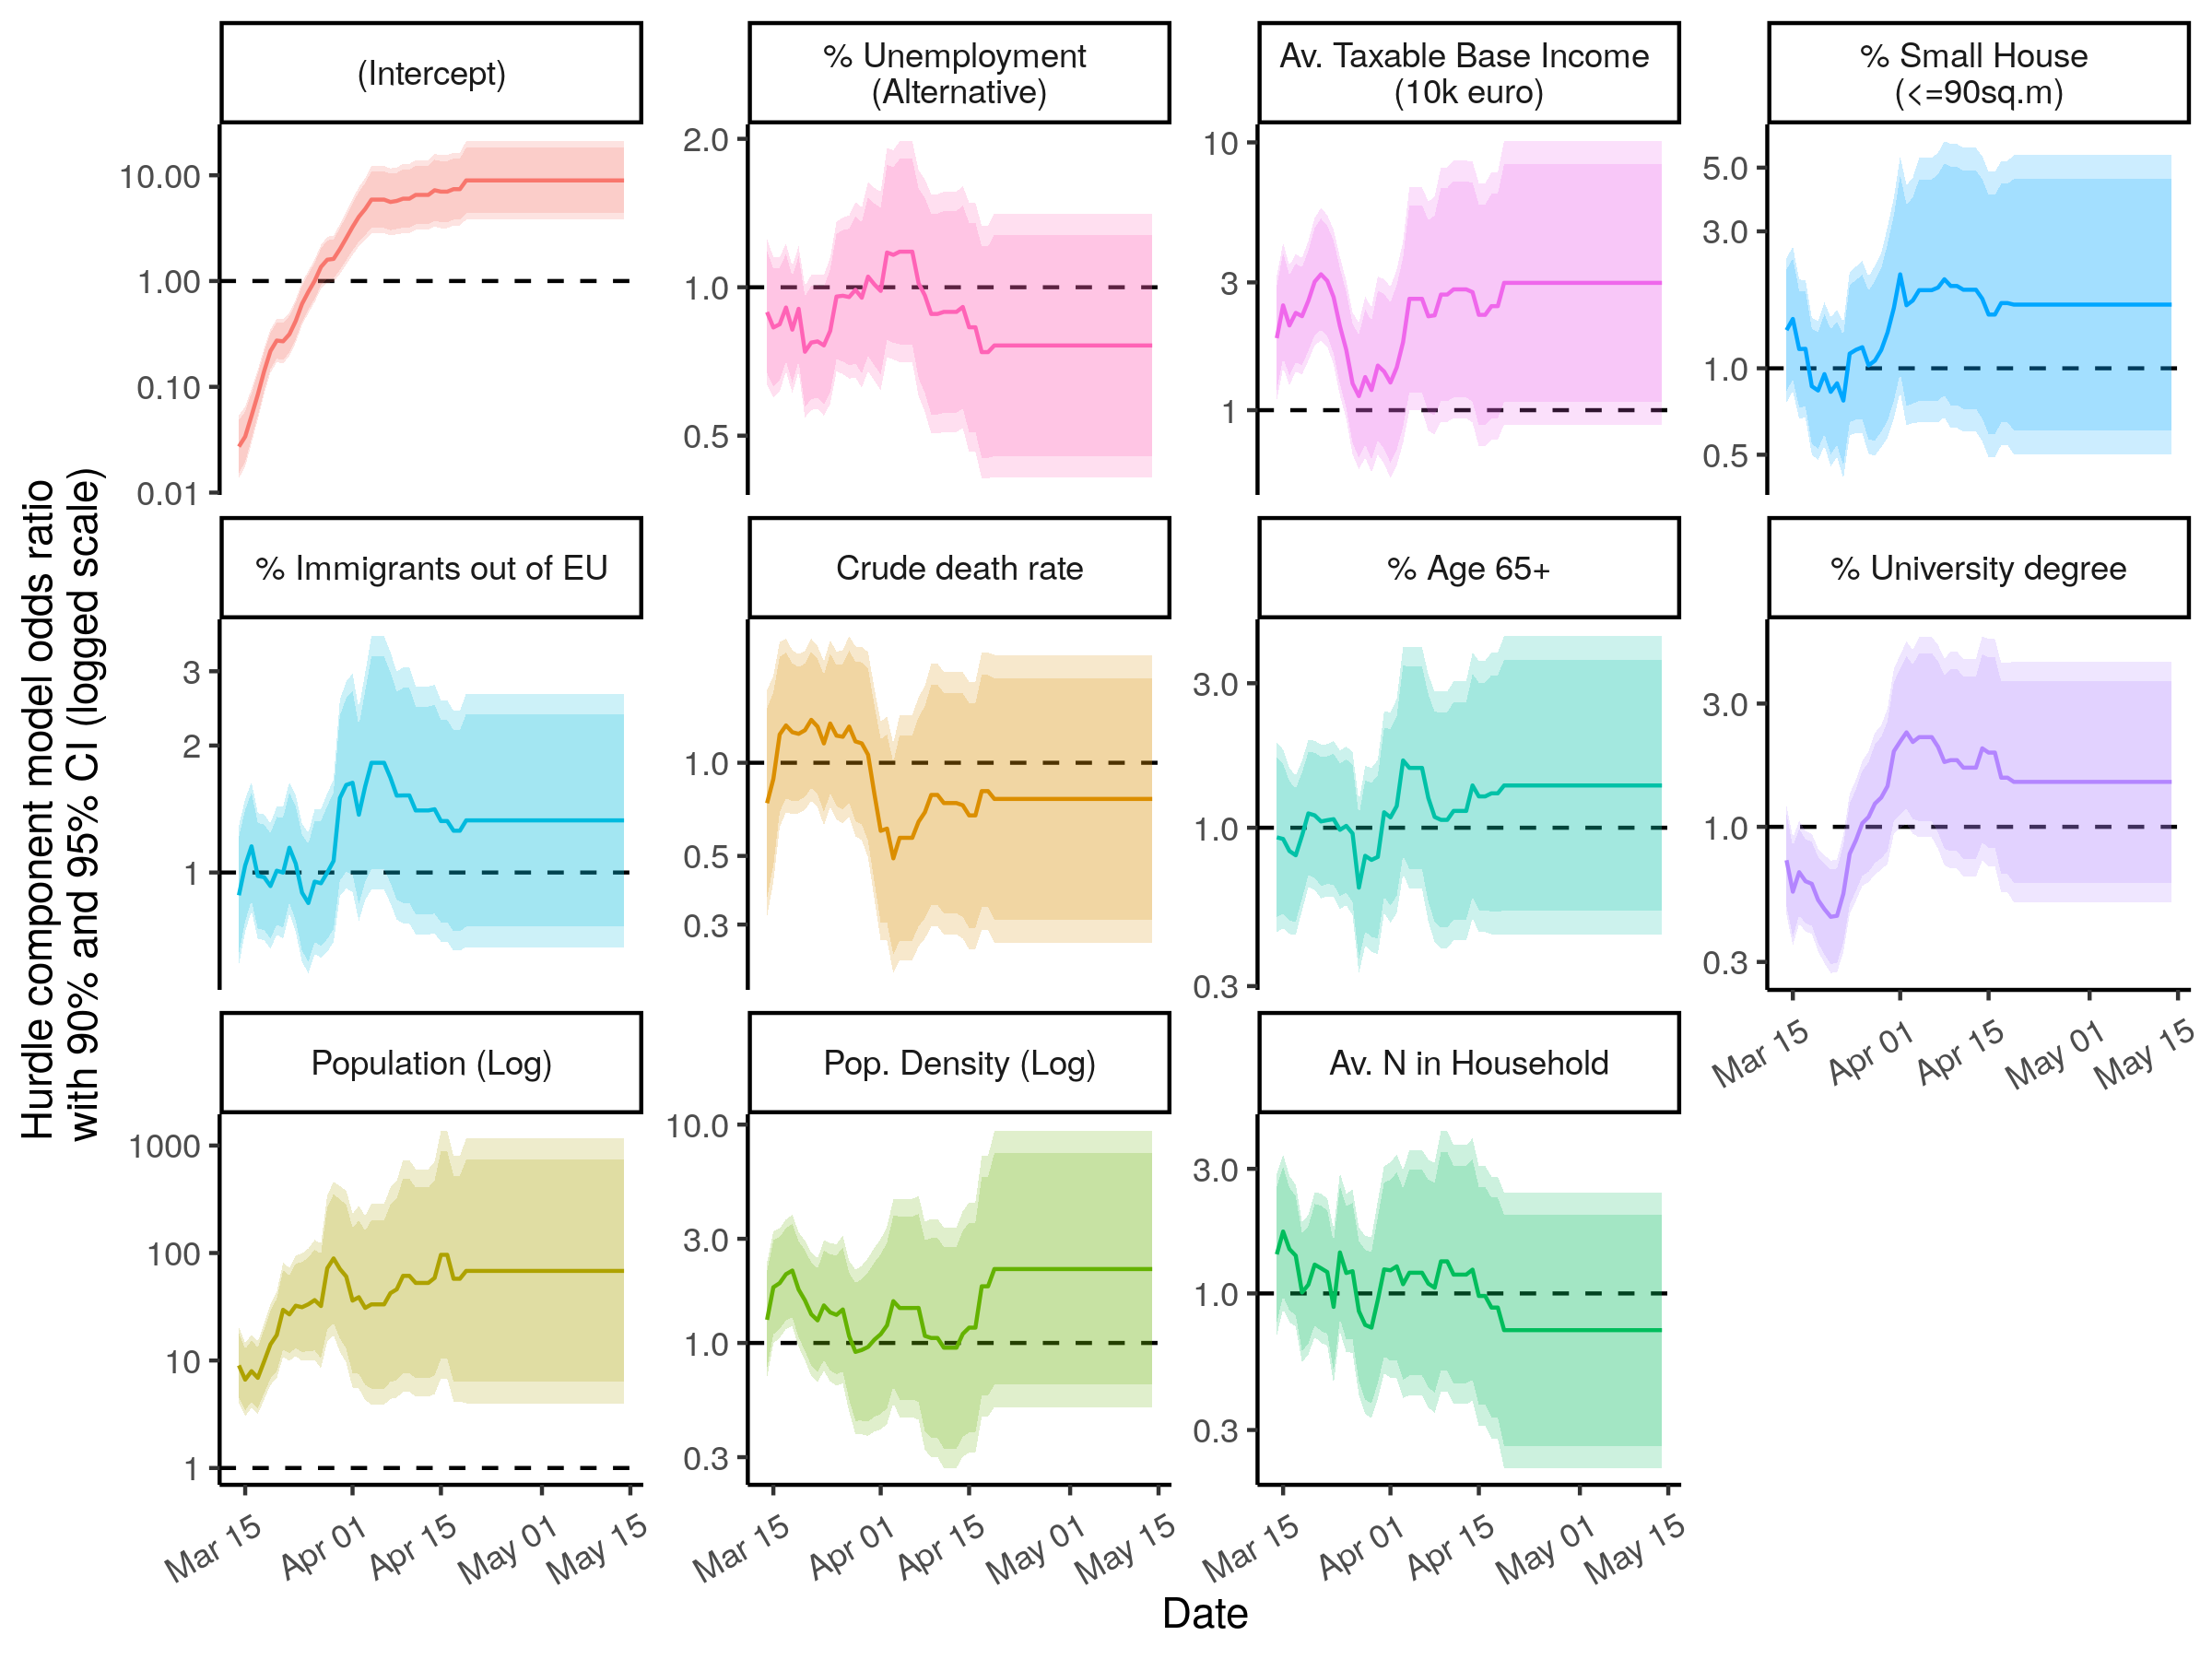 (Intercept)
% Unemployment
(Alternative)
Av. Taxable Base Income
(10k euro)
% Small House
(<=90sq.m)
10.00
1.00
0.10
0.01
2.0
1.0
0.5
10
3
1
5.0
3.0
1.0
0.5
Hurdle component model odds ratio
with 90% and 95% CI (logged scale)
% Immigrants out of EU
Crude death rate
% Age 65+
% University degree
3
2
1
1.0
0.5
0.3
3.0
1.0
0.3
3.0
1.0
0.3
Mar 15
Apr 01
Apr 15
May 01
May 15
Population (Log)
Pop. Density (Log)
Av. N in Household
1000
100
10
1
10.0
3.0
1.0
0.3
3.0
1.0
0.3
Mar 15
Apr 01
Apr 15
May 01
May 15
Mar 15
Apr 01
Apr 15
May 01
May 15
Mar 15
Apr 01
Apr 15
May 01
May 15
Date